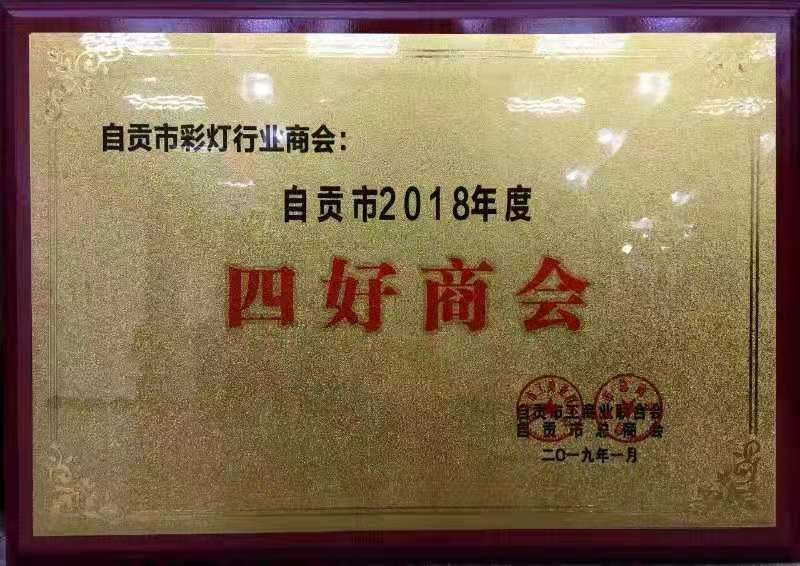 自贡市彩灯行业商会：
自贡市2018年度
四好商会
自贡市工商业联合会
自贡市总商会
二〇一九年一月